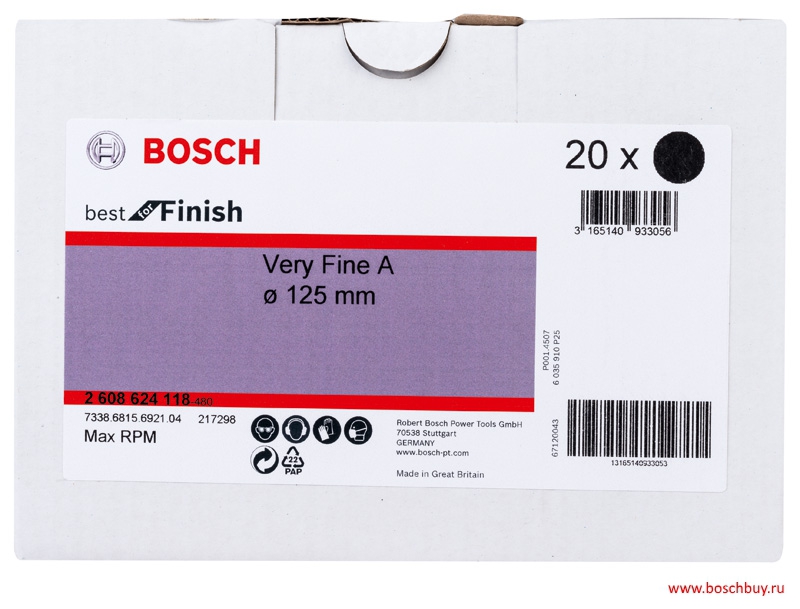 BOSCH
20 x
3 165140 933056
best for Finish
Very Fine A
ø 125 mm
P001.4507
6 035 910 P25
2 608 624 118-480
7338.6815.6921.04 217298
Max RPM
Robert Bosch Power Tools GmbH
70538 Stuttgart
GERMANY
www.bosch-pt.com
Made in Great Britain
22
PAP
67120043
13165140933053
www.boschbuy.ru